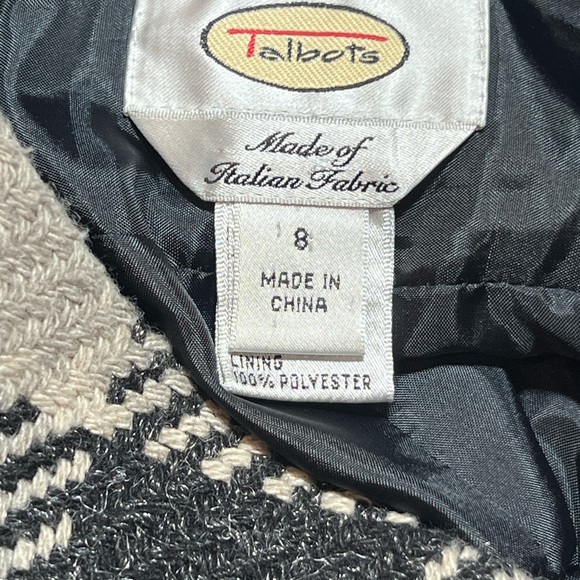 Talbots
Made of
Italian Fabric
8
MADE IN
CHINA
LINING
100% POLYESTER